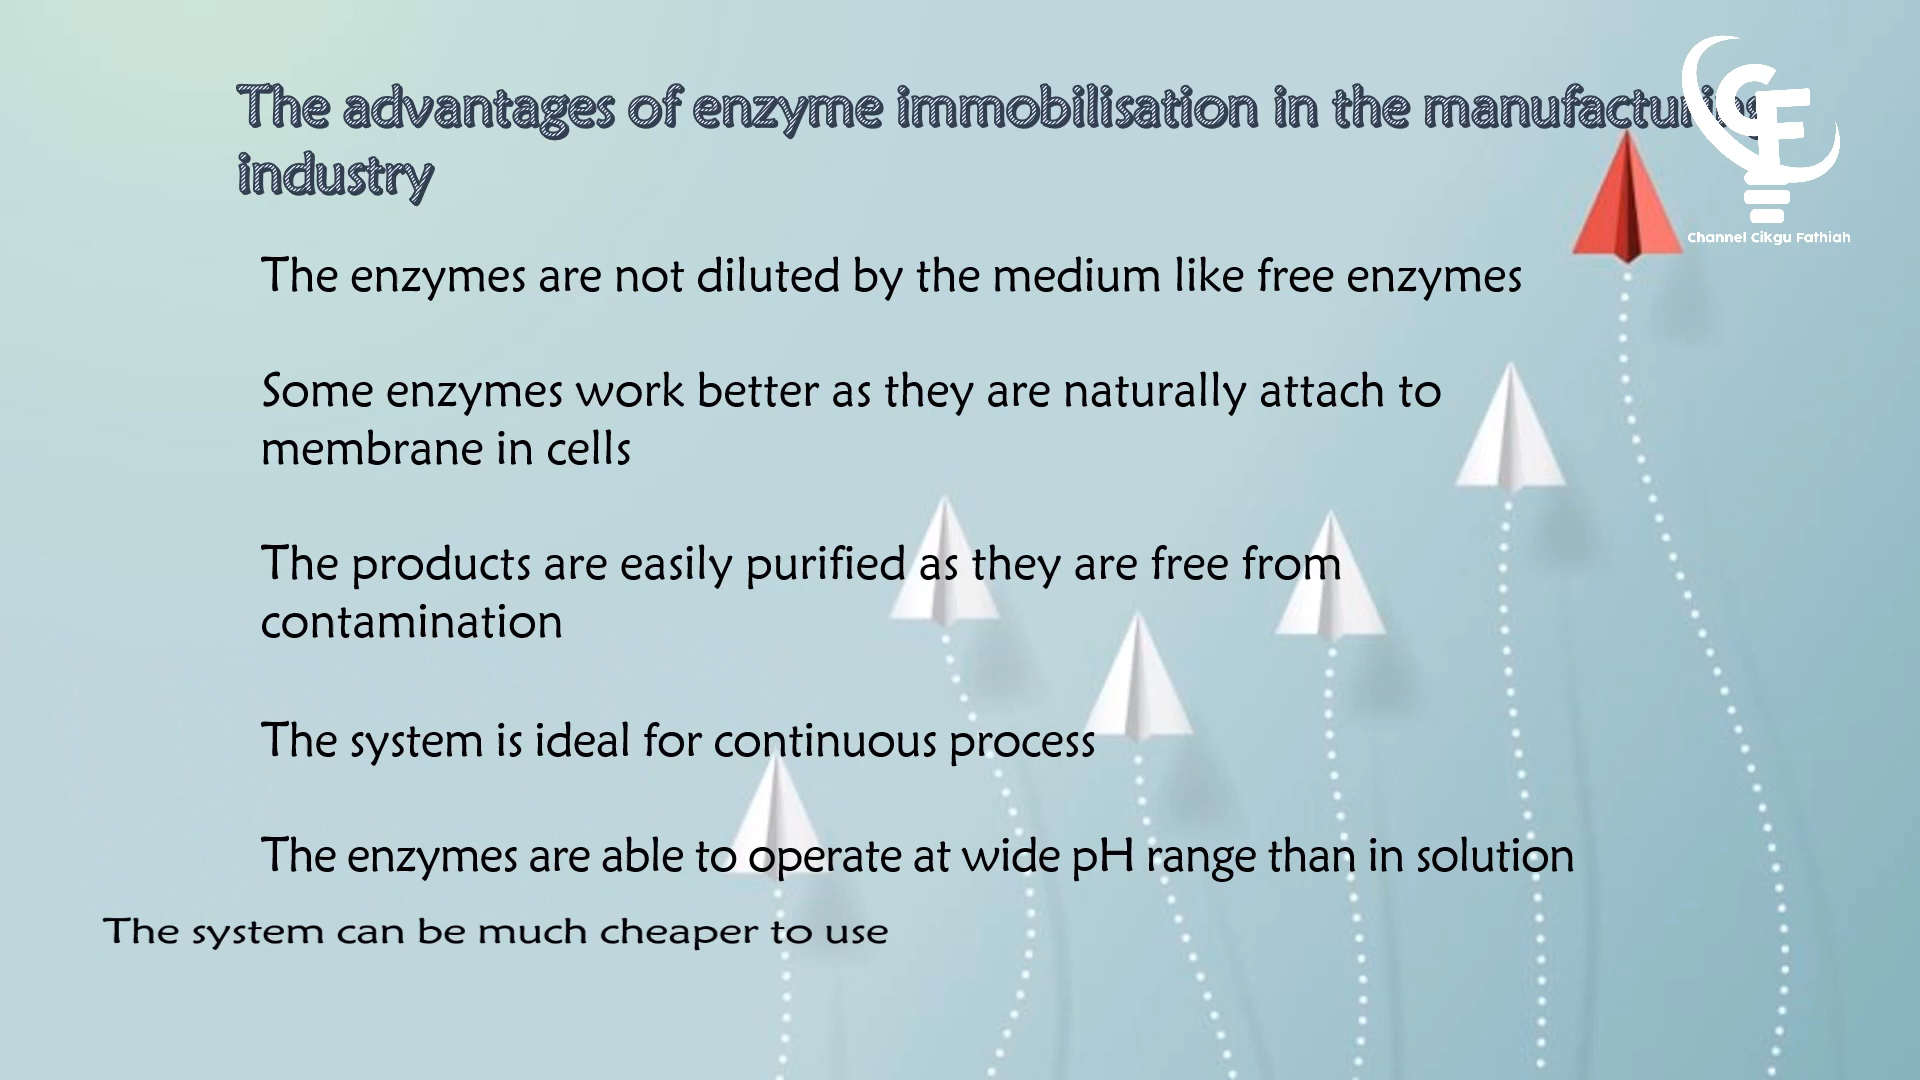 The advantages of enzyme immobilisation in the manufacturing
industry
Channel Cikgu Fathiah
The enzymes are not diluted by the medium like free enzymes
Some enzymes work better as they are naturally attach to
membrane in cells
The products are easily purified as they are free from
contamination
The system is ideal for continuous process
The enzymes are able to operate at wide pH range than in solution
The system can be much cheaper to use